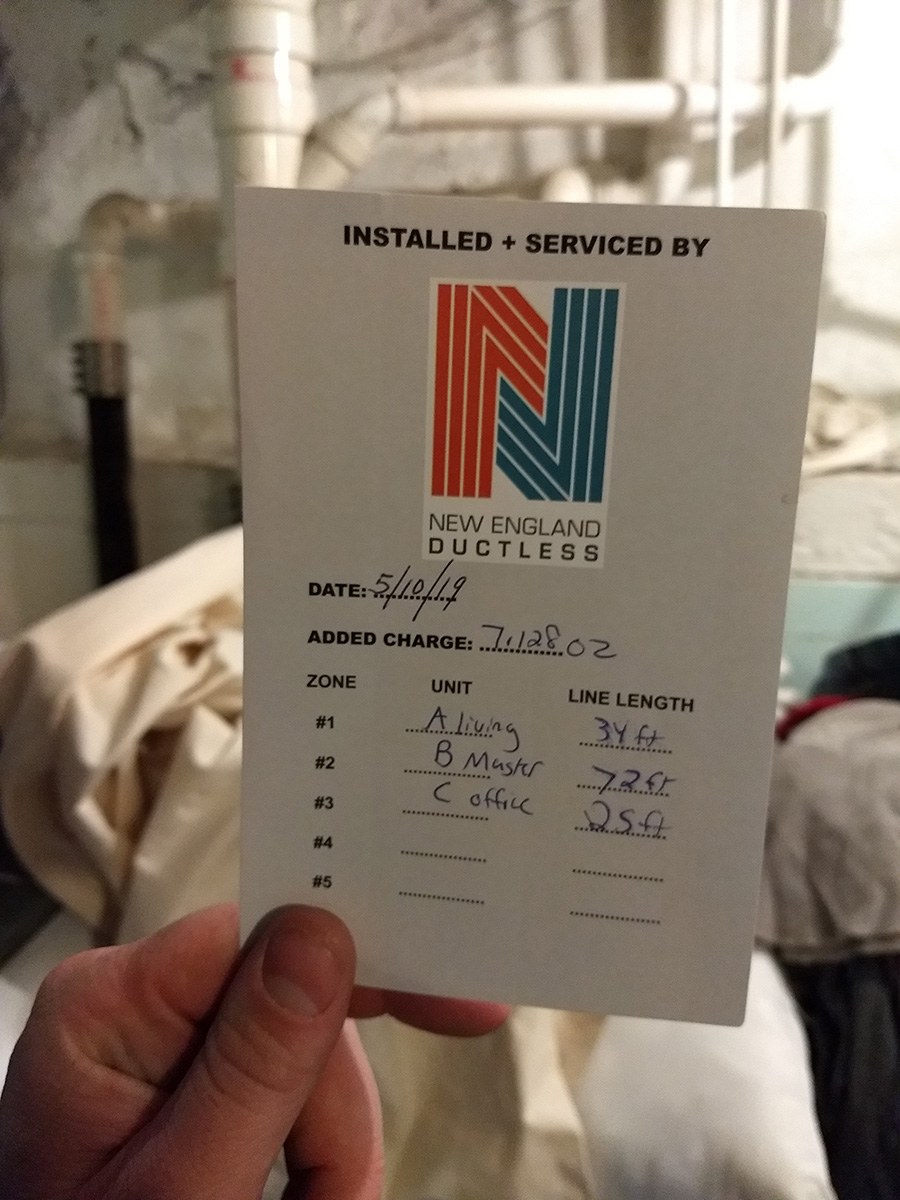 INSTALLED + SERVICED BY
NEW ENGLAND
DUCTLESS
DATE: 5/10/19
ADDED CHARGE: 7.128 OZ
ZONE UNIT LINE LENGTH
#1 A living 34 ft
#2 B Master 72 ft
#3 C office 25 ft
#4
#5